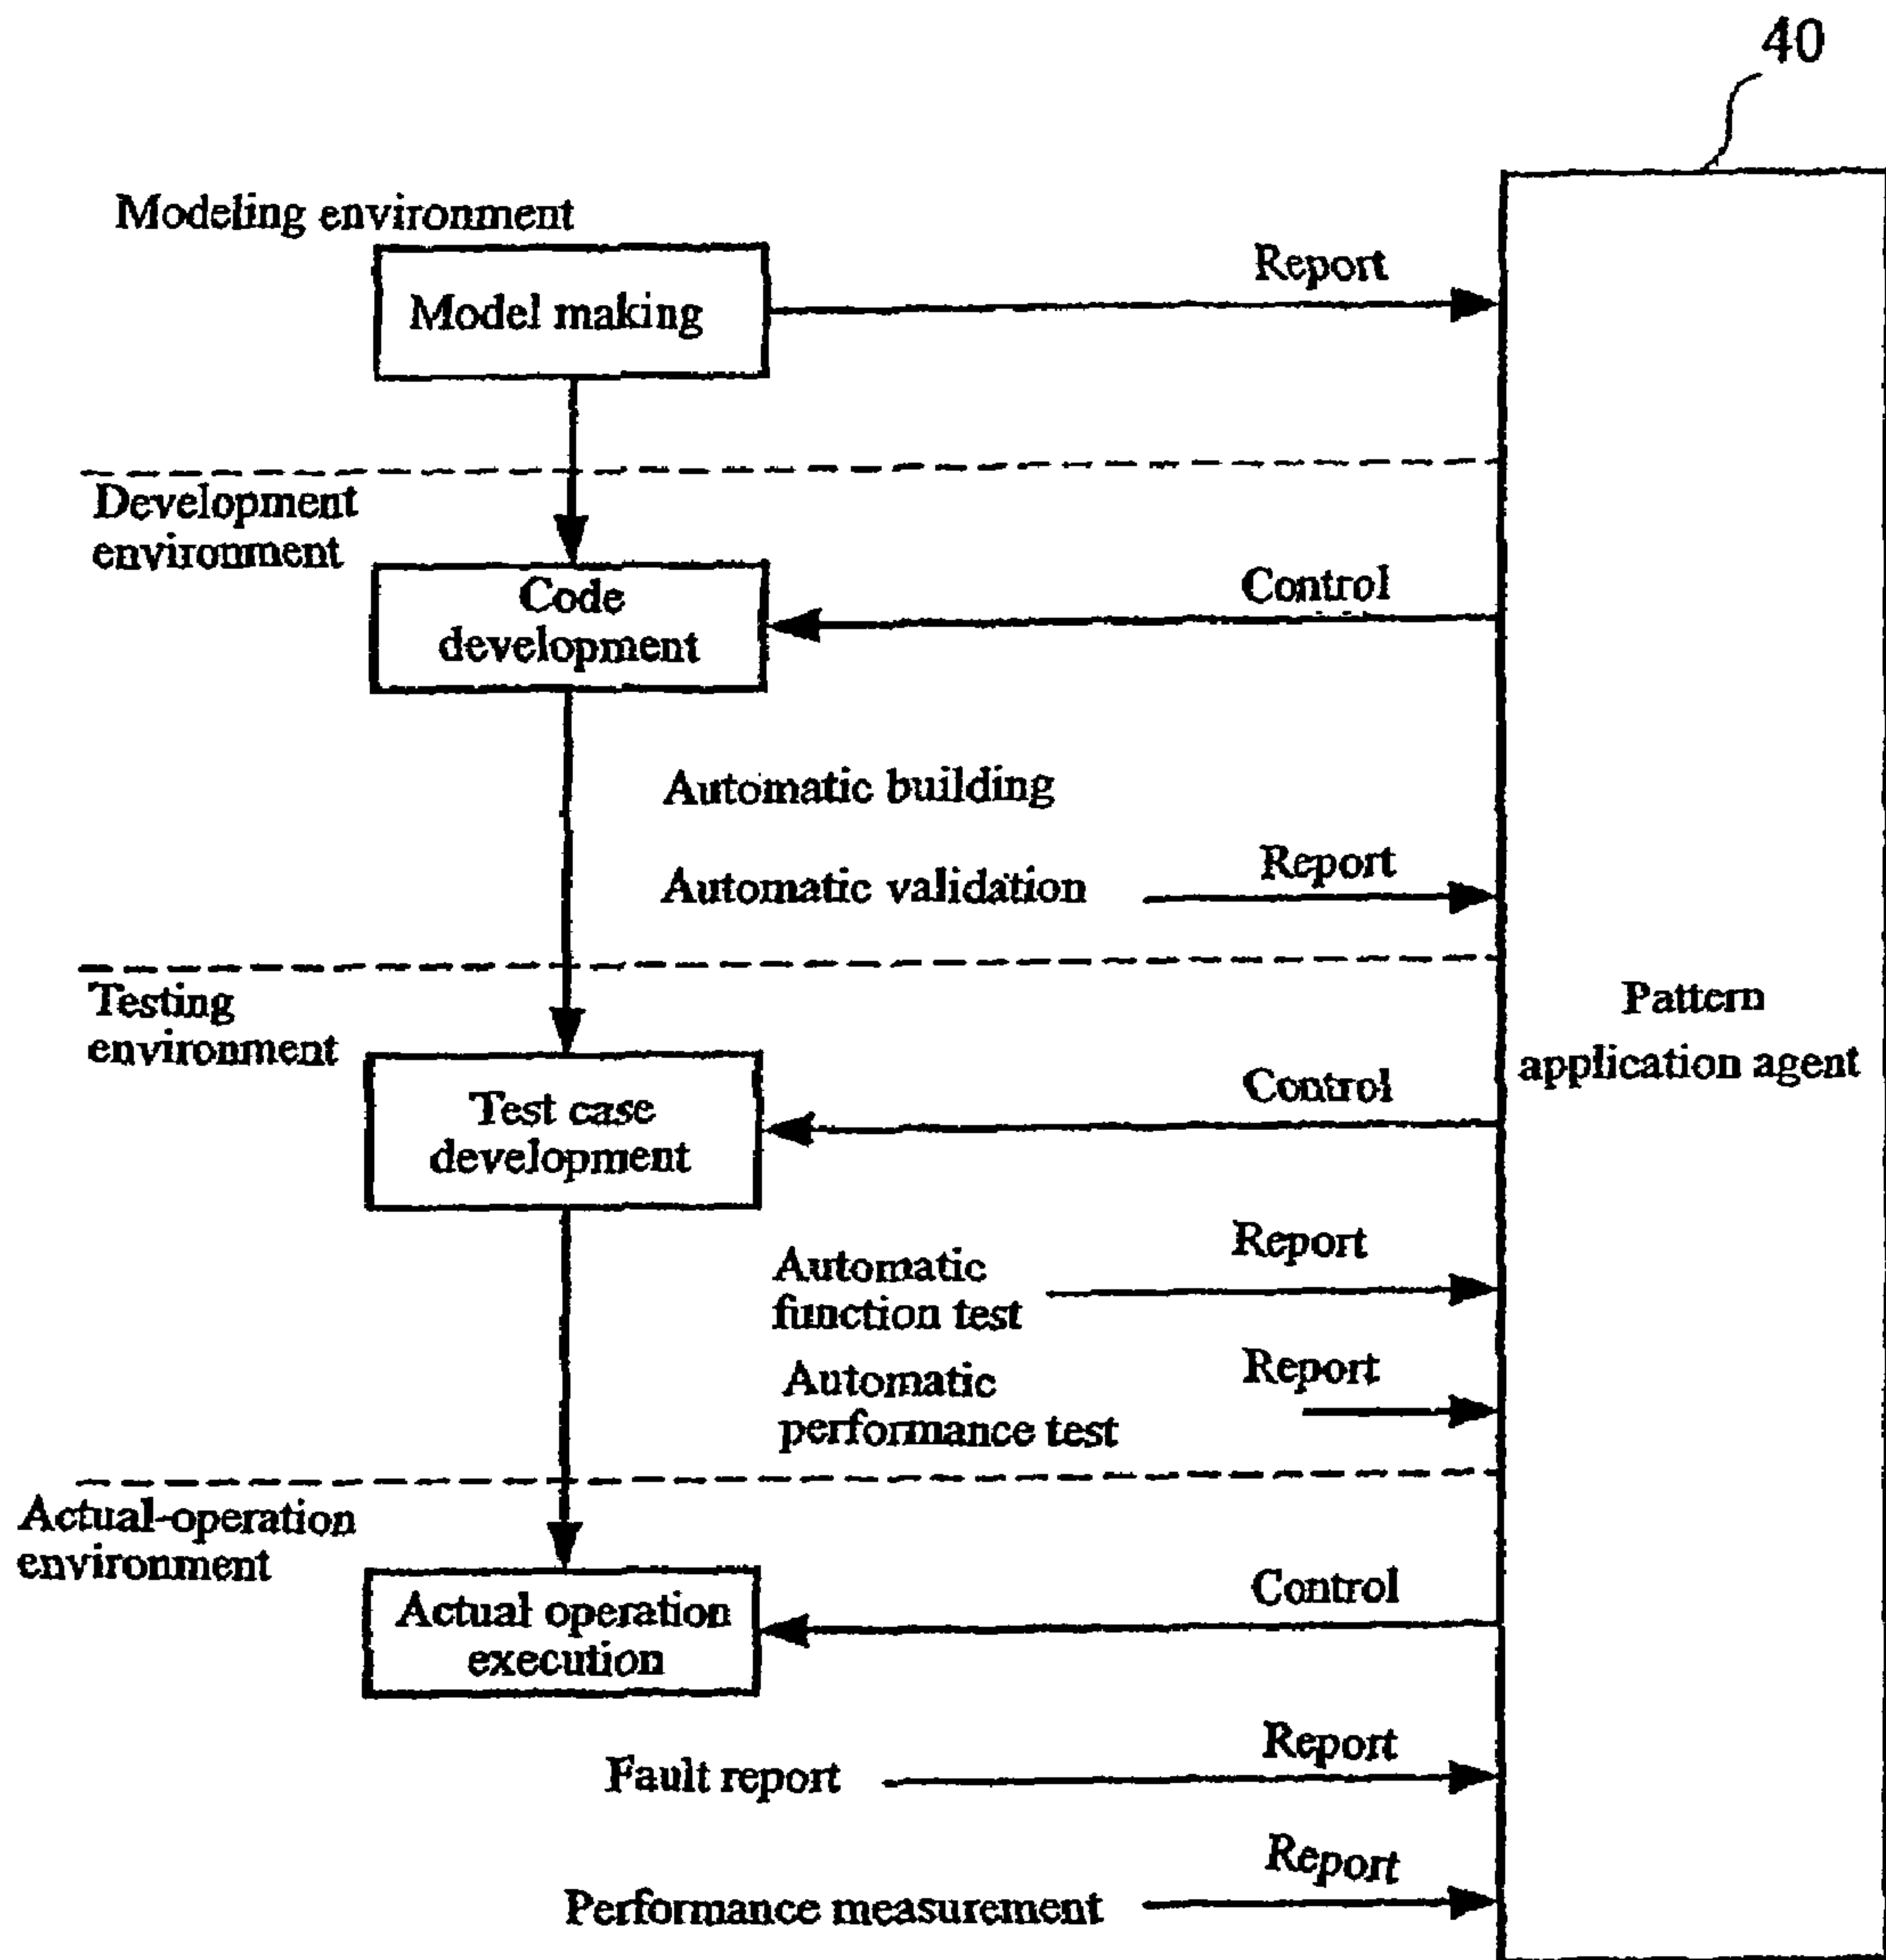 40
Modeling environment
Report
Model making
Development
environment
Control
Code
development
Automatic building
Report
Automatic validation
Testing
environment
Pattern
application agent
Control
Test case
development
Report
Automatic
function test
Report
Automatic
performance test
Actual-operation
environment
Control
Actual operation
execution
Report
Fault report
Report
Performance measurement